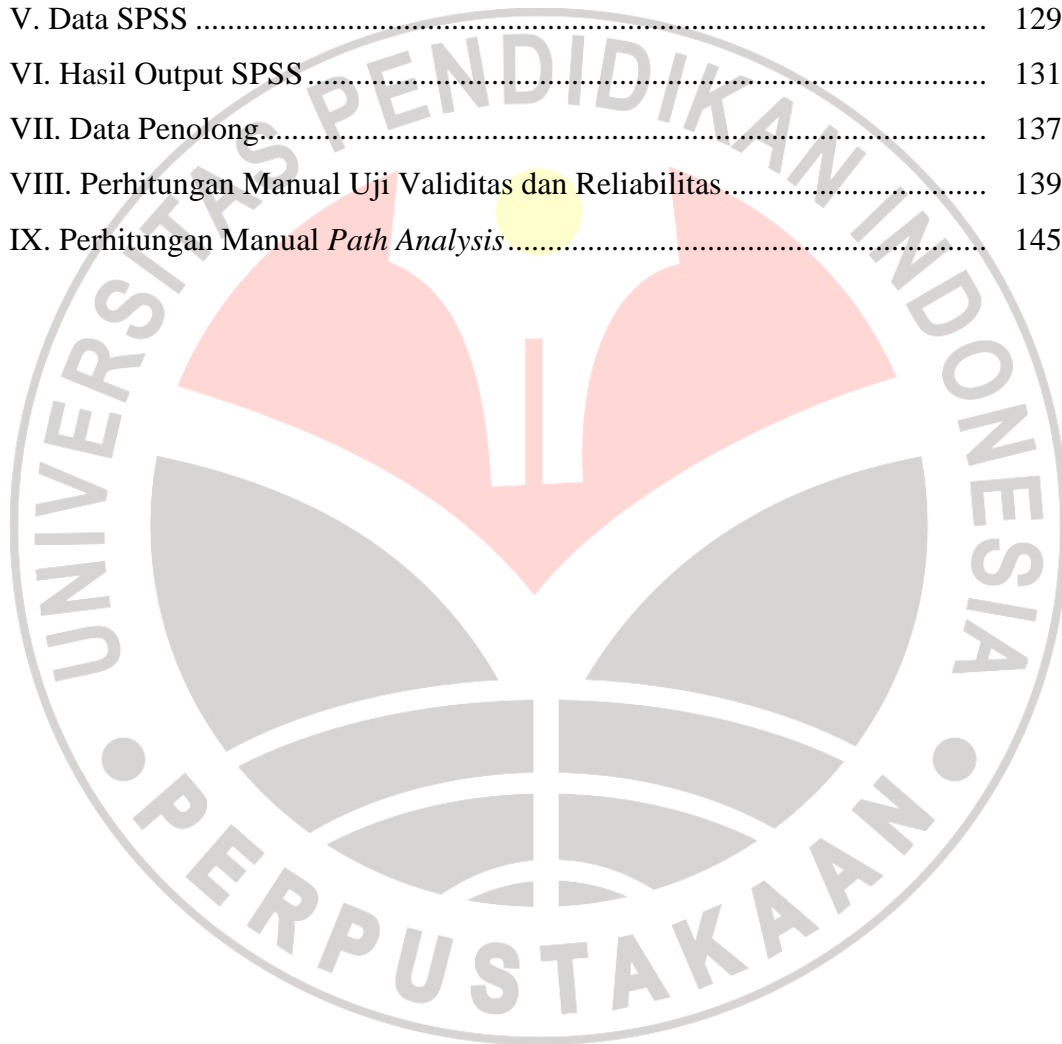 V. Data SPSS ........................................................................................................ 129
VI. Hasil Output SPSS ......................................................................................... 131
VII. Data Penolong ............................................................................................... 137
VIII. Perhitungan Manual Uji Validitas dan Reliabilitas ................................ 139
IX. Perhitungan Manual Path Analysis ............................................................ 145
UNIVERSITAS PENDIDIKAN INDONESIA
PERPUSTAKAAN